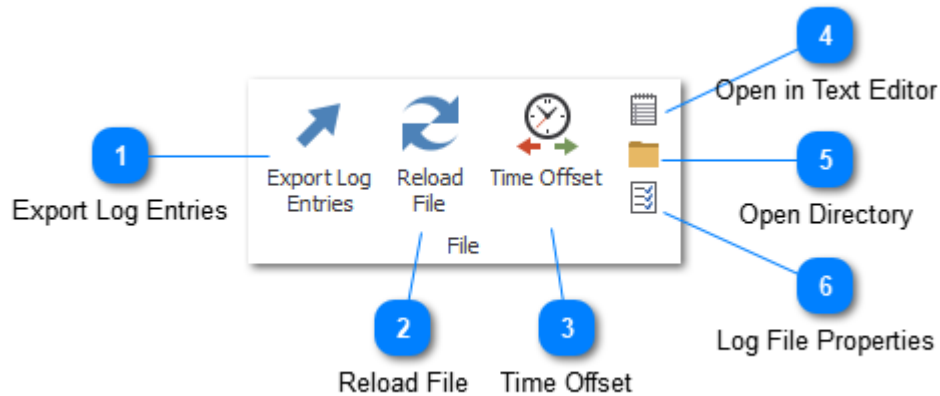 4
Open in Text Editor
1
Export Log Entries
Export Log
Entries
Reload
File
Time Offset
File
5
Open Directory
2
Reload File
3
Time Offset
6
Log File Properties